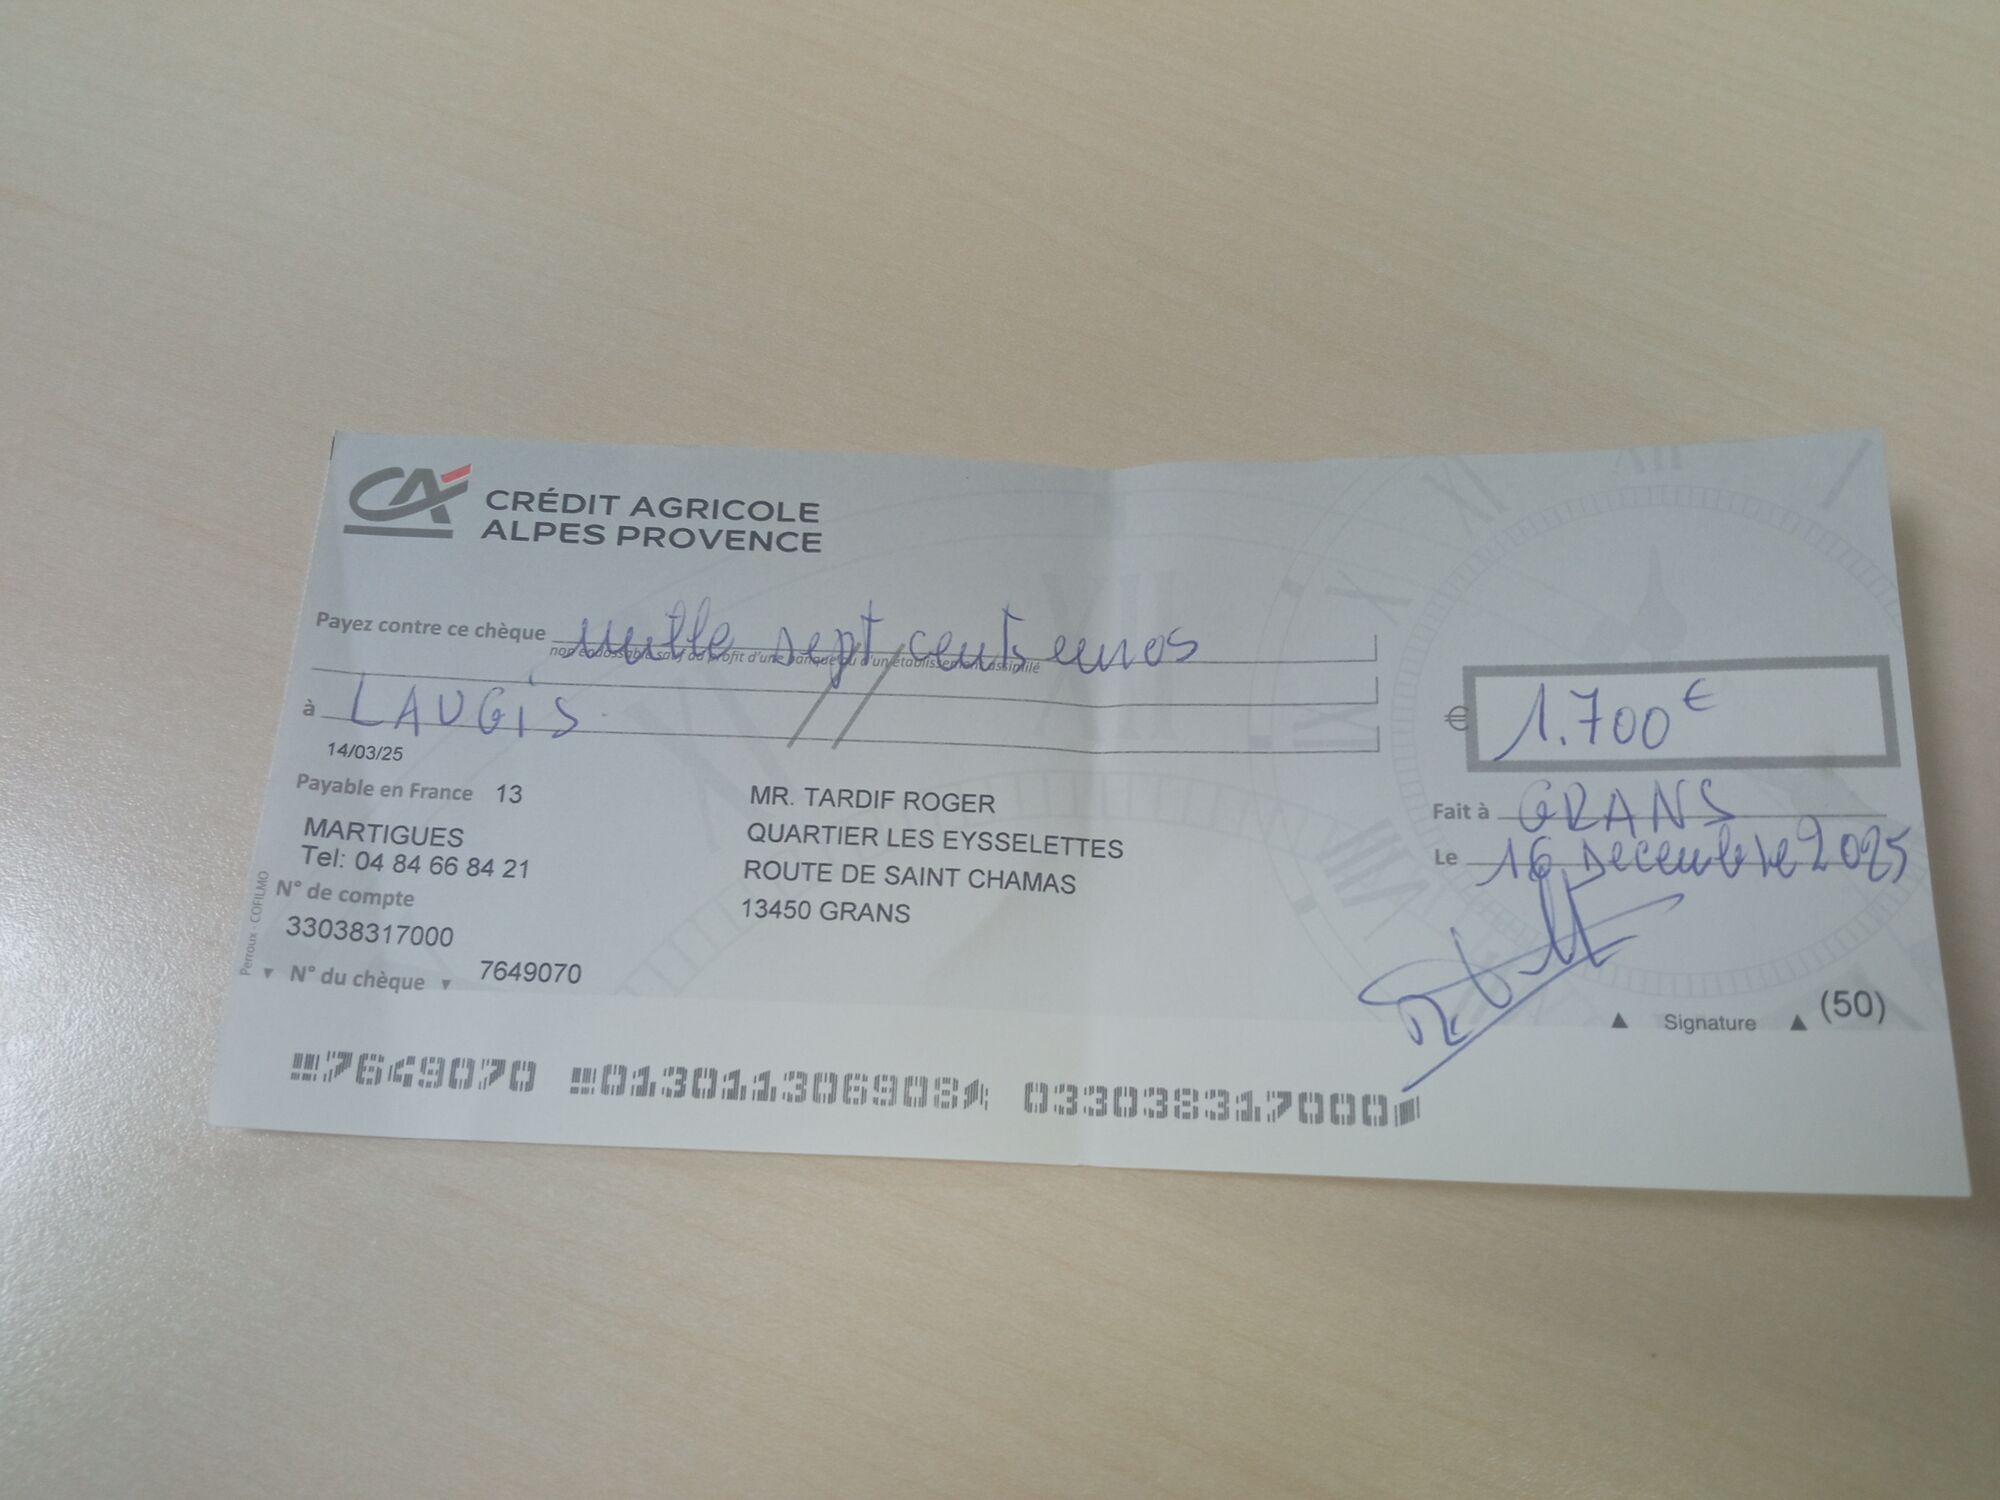 CRÉDIT AGRICOLE
ALPES PROVENCE
Payez contre ce chèque mille sept cents euros
non endossable sauf au profit d'une banque ou d'un établissement assimilé
à LAUGIS
€ 1.700€
14/03/25
Payable en France 13
MARTIGUES
Tel: 04 84 66 84 21
N° de compte
33038317000
N° du chèque 7649070
MR. TARDIF ROGER
QUARTIER LES EYSSELETTES
ROUTE DE SAINT CHAMAS
13450 GRANS
Fait à GRANS
Le 16 Decembre 2025
Signature (50)
Perroux - COFILMO
7649070 013011306908 033038317000